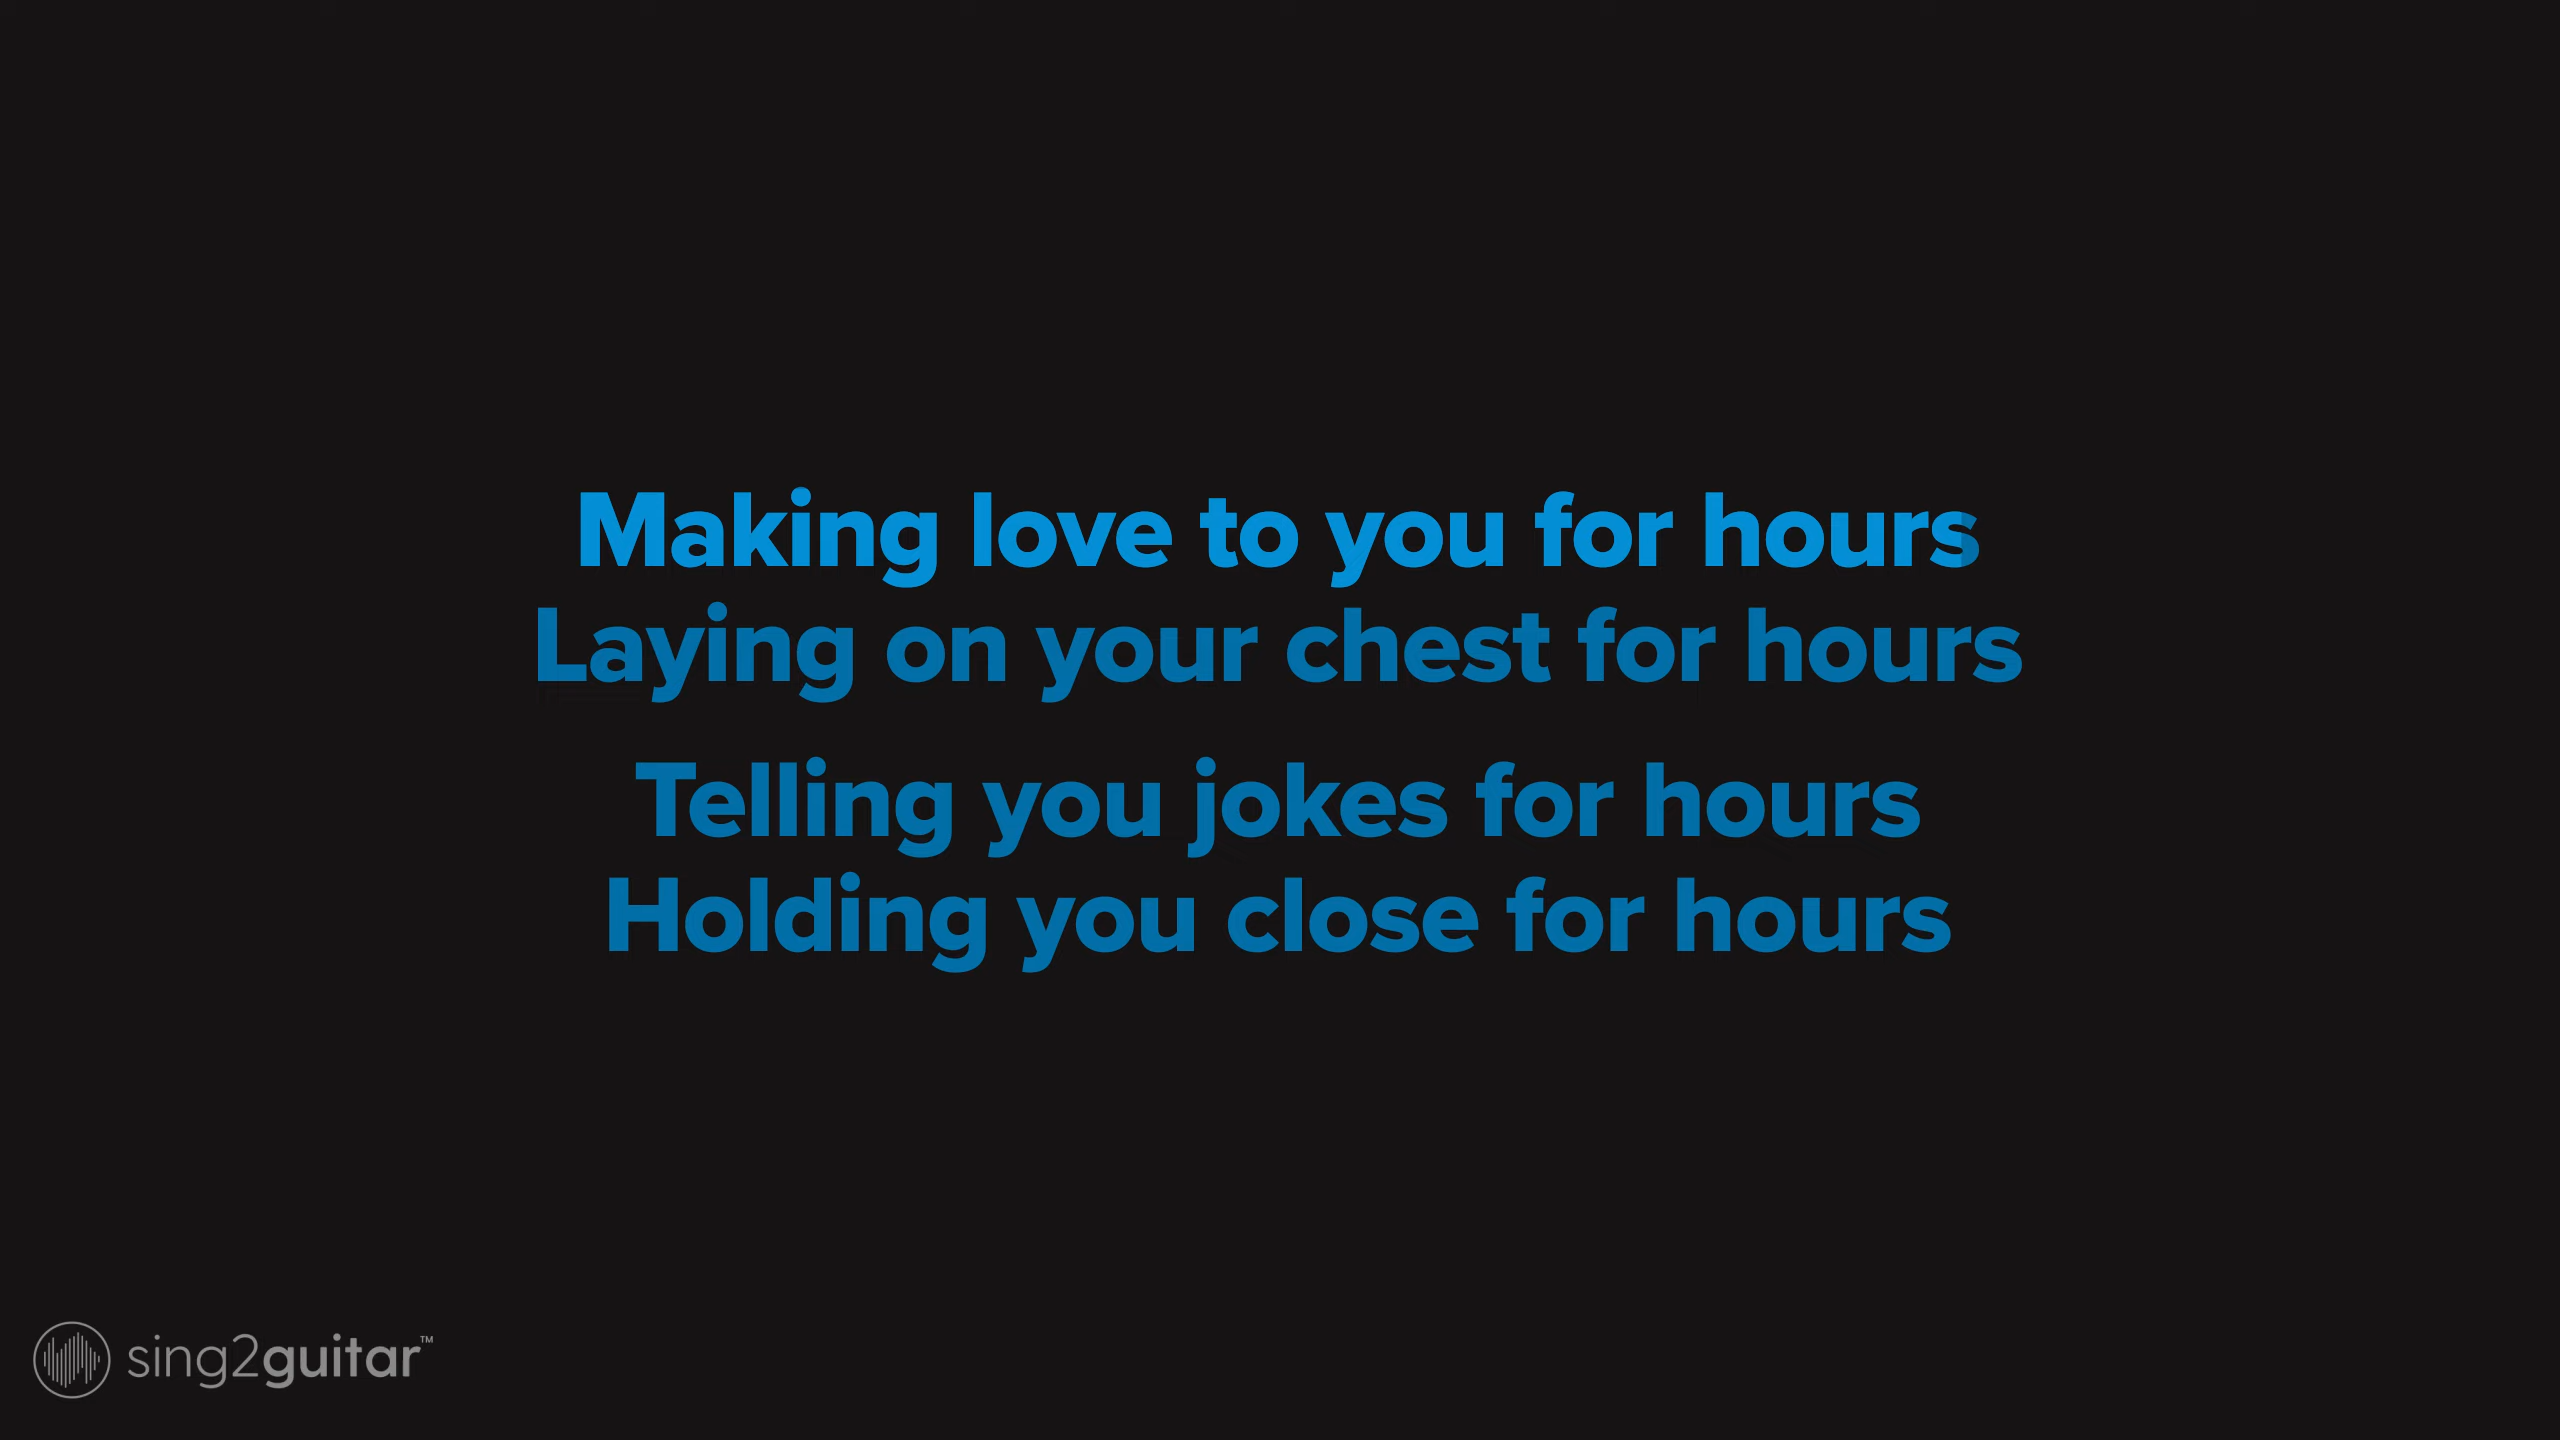 Making love to you for hours
Laying on your chest for hours
Telling you jokes for hours
Holding you close for hours
sing2guitar™